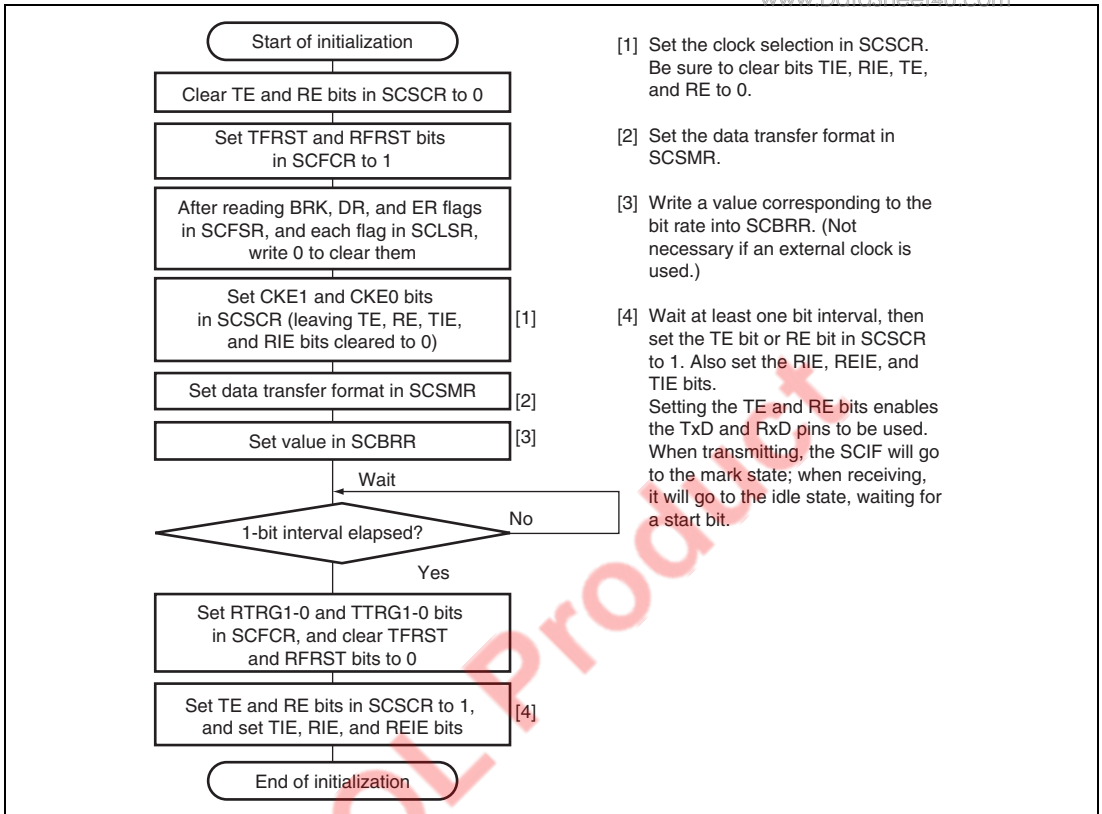 Start of initialization
Clear TE and RE bits in SCSCR to 0
Set TFRST and RFRST bits
in SCFCR to 1
After reading BRK, DR, and ER flags
in SCFSR, and each flag in SCLSR,
write 0 to clear them
Set CKE1 and CKE0 bits
in SCSCR (leaving TE, RE, TIE,
and RIE bits cleared to 0)
[1]
Set data transfer format in SCSMR
[2]
Set value in SCBRR
[3]
Wait
1-bit interval elapsed?
No
Yes
Set RTRG1-0 and TTRG1-0 bits
in SCFCR, and clear TFRST
and RFRST bits to 0
Set TE and RE bits in SCSCR to 1,
and set TIE, RIE, and REIE bits
[4]
End of initialization
[1] Set the clock selection in SCSCR.
Be sure to clear bits TIE, RIE, TE,
and RE to 0.
[2] Set the data transfer format in
SCSMR.
[3] Write a value corresponding to the
bit rate into SCBRR. (Not
necessary if an external clock is
used.)
[4] Wait at least one bit interval, then
set the TE bit or RE bit in SCSCR
to 1. Also set the RIE, REIE, and
TIE bits.
Setting the TE and RE bits enables
the TxD and RxD pins to be used.
When transmitting, the SCIF will go
to the mark state; when receiving,
it will go to the idle state, waiting for
a start bit.
OL Product